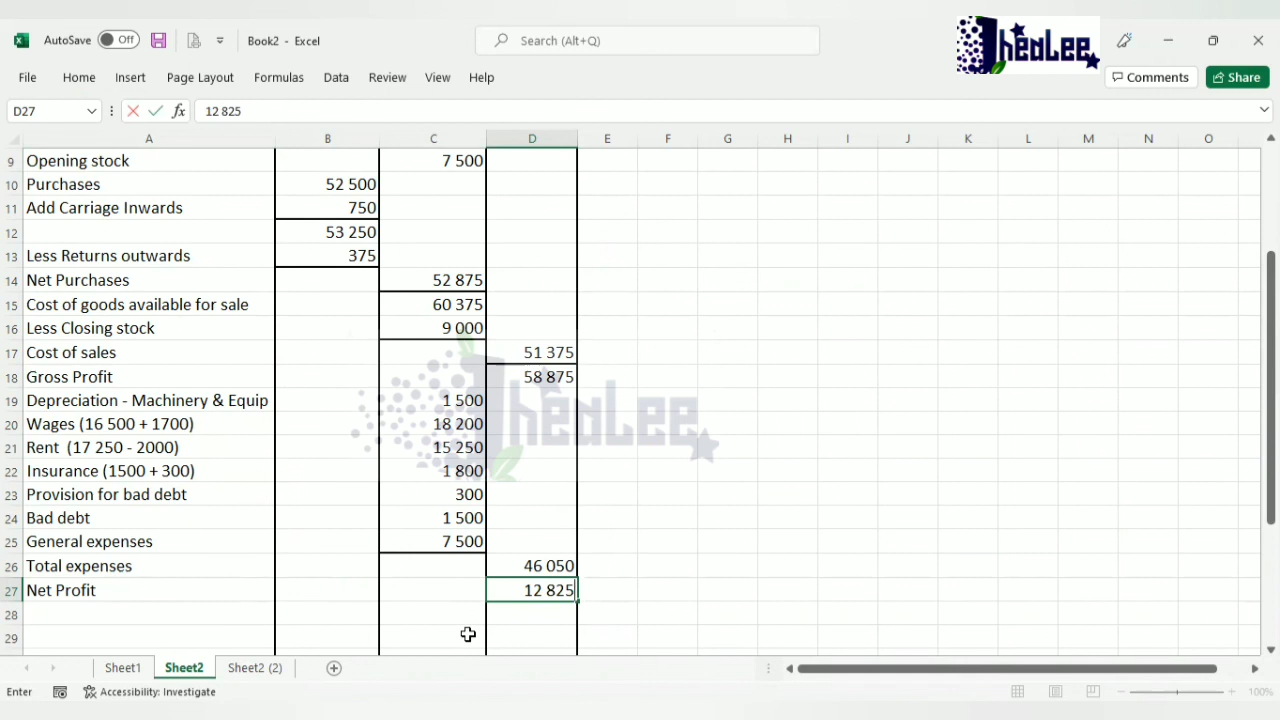 AutoSave Off Book2 - Excel Search (Alt+Q) TheaLee
File Home Insert Page Layout Formulas Data Review View Help Comments Share
D27 fx 12 825
A B C D E F G H I J K L M N O
9 Opening stock 7 500
10 Purchases 52 500
11 Add Carriage Inwards 750
12 53 250
13 Less Returns outwards 375
14 Net Purchases 52 875
15 Cost of goods available for sale 60 375
16 Less Closing stock 9 000
17 Cost of sales 51 375
18 Gross Profit 58 875
19 Depreciation - Machinery & Equip 1 500
20 Wages (16 500 + 1700) 18 200
21 Rent (17 250 - 2000) 15 250
22 Insurance (1500 + 300) 1 800
23 Provision for bad debt 300
24 Bad debt 1 500
25 General expenses 7 500
26 Total expenses 46 050
27 Net Profit 12 825
28
29
TheaLee
Sheet1 Sheet2 Sheet2 (2)
Enter Accessibility: Investigate 100%